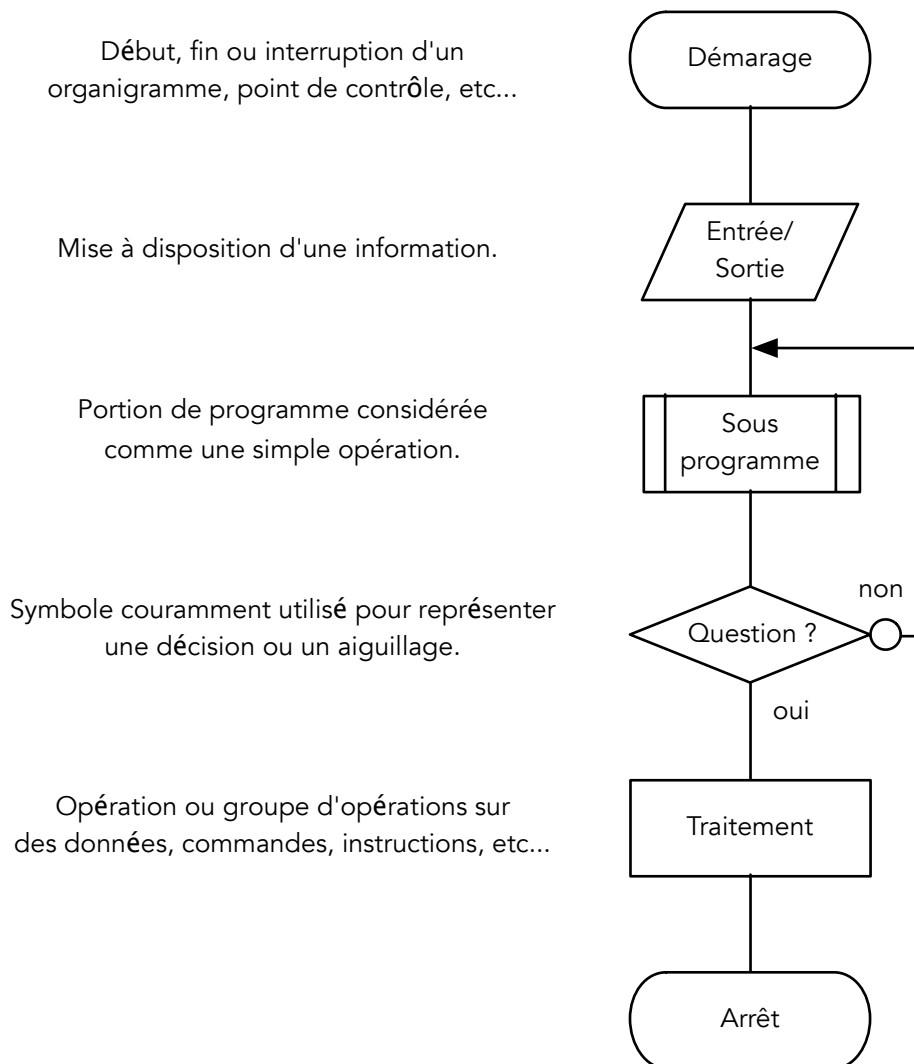 Début, fin ou interruption d'un
organigramme, point de contrôle, etc...
Démarage
Mise à disposition d'une information.
Entrée/
Sortie
Portion de programme considérée
comme une simple opération.
Sous
programme
Symbole couramment utilisé pour représenter
une décision ou un aiguillage.
Question ?
non
oui
Opération ou groupe d'opérations sur
des données, commandes, instructions, etc...
Traitement
Arrêt